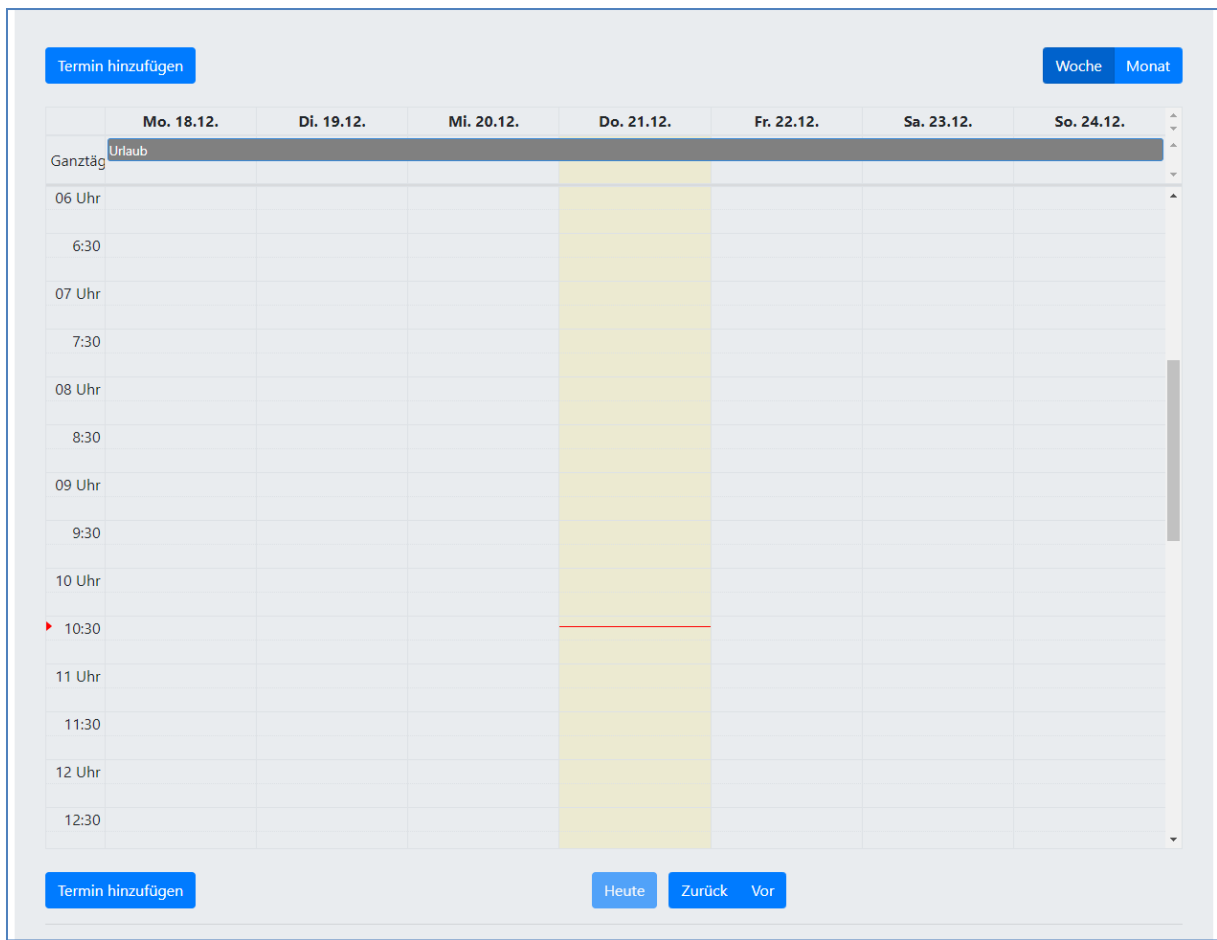 Termin hinzufügen
Woche Monat
Mo. 18.12. Di. 19.12. Mi. 20.12. Do. 21.12. Fr. 22.12. Sa. 23.12. So. 24.12.
Urlaub
Ganztäg
06 Uhr
6:30
07 Uhr
7:30
08 Uhr
8:30
09 Uhr
9:30
10 Uhr
10:30
11 Uhr
11:30
12 Uhr
12:30
Termin hinzufügen
Heute Zurück Vor